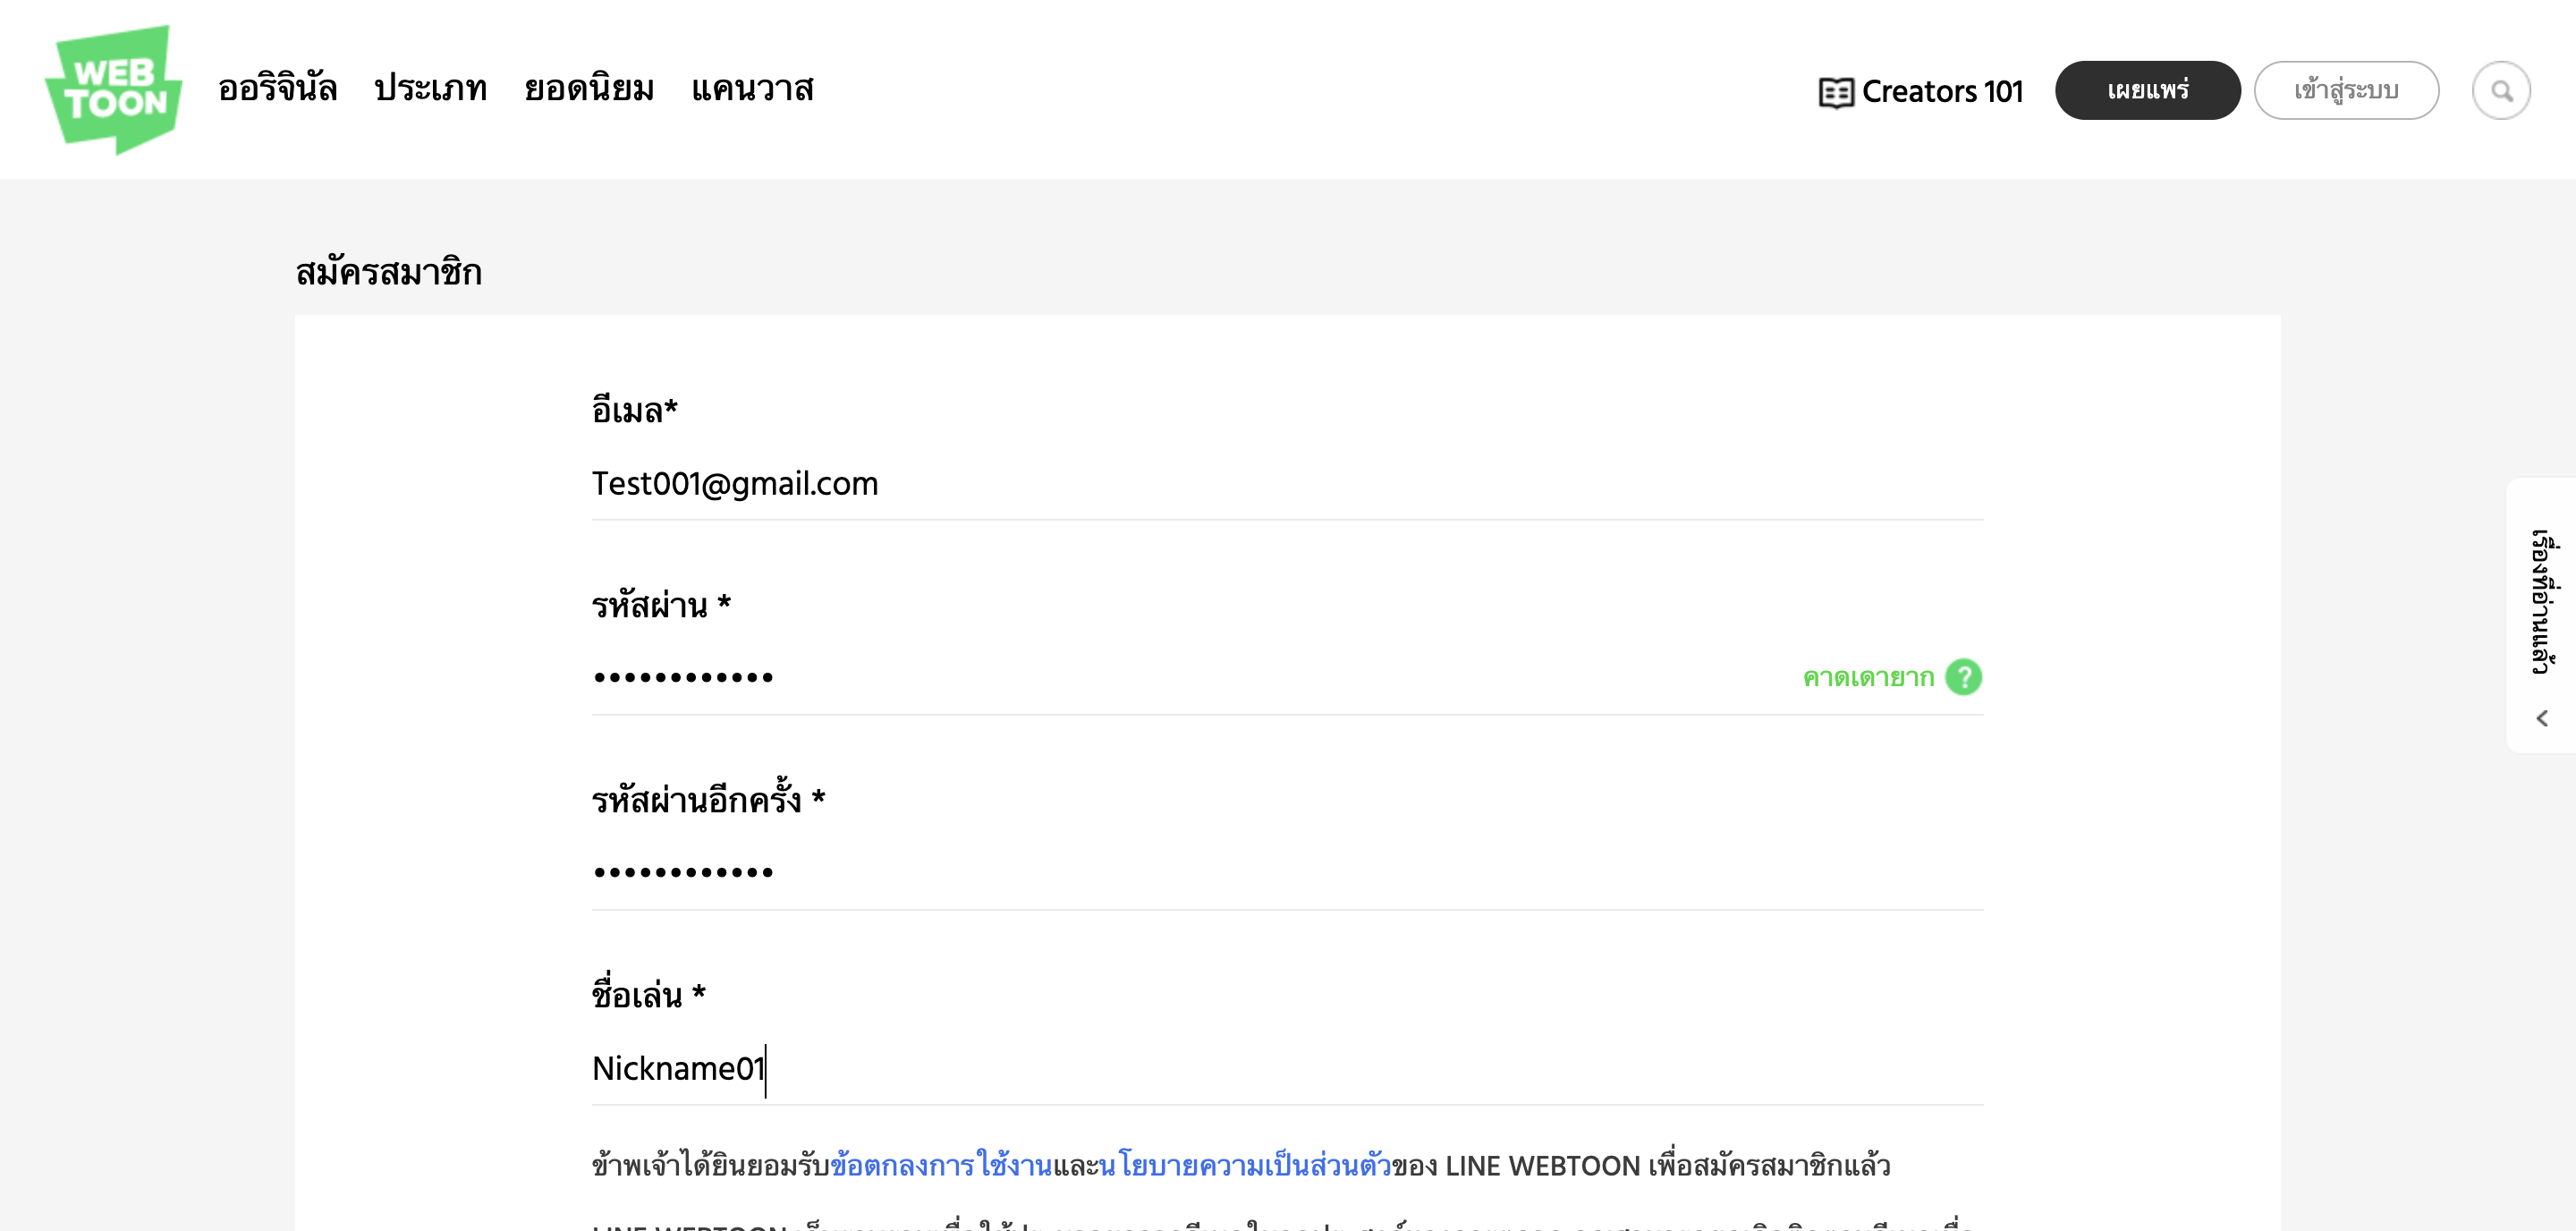 WEB
TOON
ออริจินัล ประเภท ยอดนิยม แคนวาส
Creators 101 เผยแพร่ เข้าสู่ระบบ
สมัครสมาชิก
อีเมล*
Test001@gmail.com
รหัสผ่าน *
••••••••••••
คาดเดายาก ?
รหัสผ่านอีกครั้ง *
••••••••••••
ชื่อเล่น *
Nickname01
ข้าพเจ้าได้ยินยอมรับข้อตกลงการใช้งานและนโยบายความเป็นส่วนตัวของ LINE WEBTOON เพื่อสมัครสมาชิกแล้ว
LINE WEBTOON
เรื่องที่อ่านแล้ว